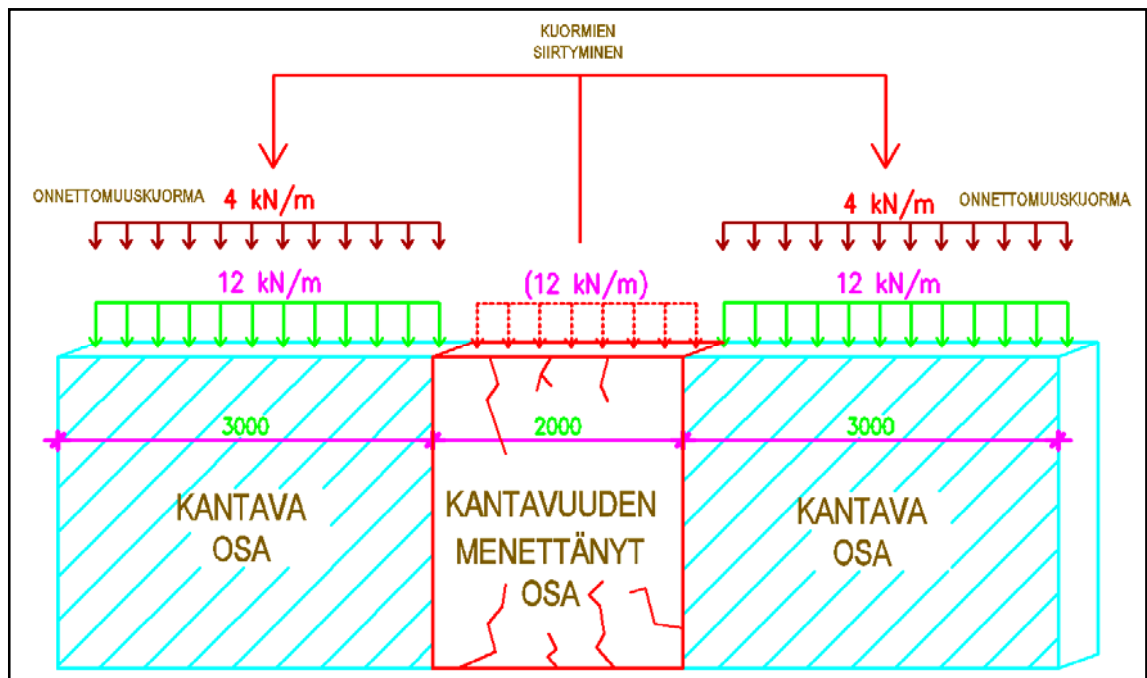 KUORMIEN
SIIRTYMINEN
ONNETTOMUUSKUORMA
4 kN/m
4 kN/m
ONNETTOMUUSKUORMA
12 kN/m
(12 kN/m)
12 kN/m
3000
2000
3000
KANTAVA
OSA
KANTAVUUDEN
MENETTÄNYT
OSA
KANTAVA
OSA